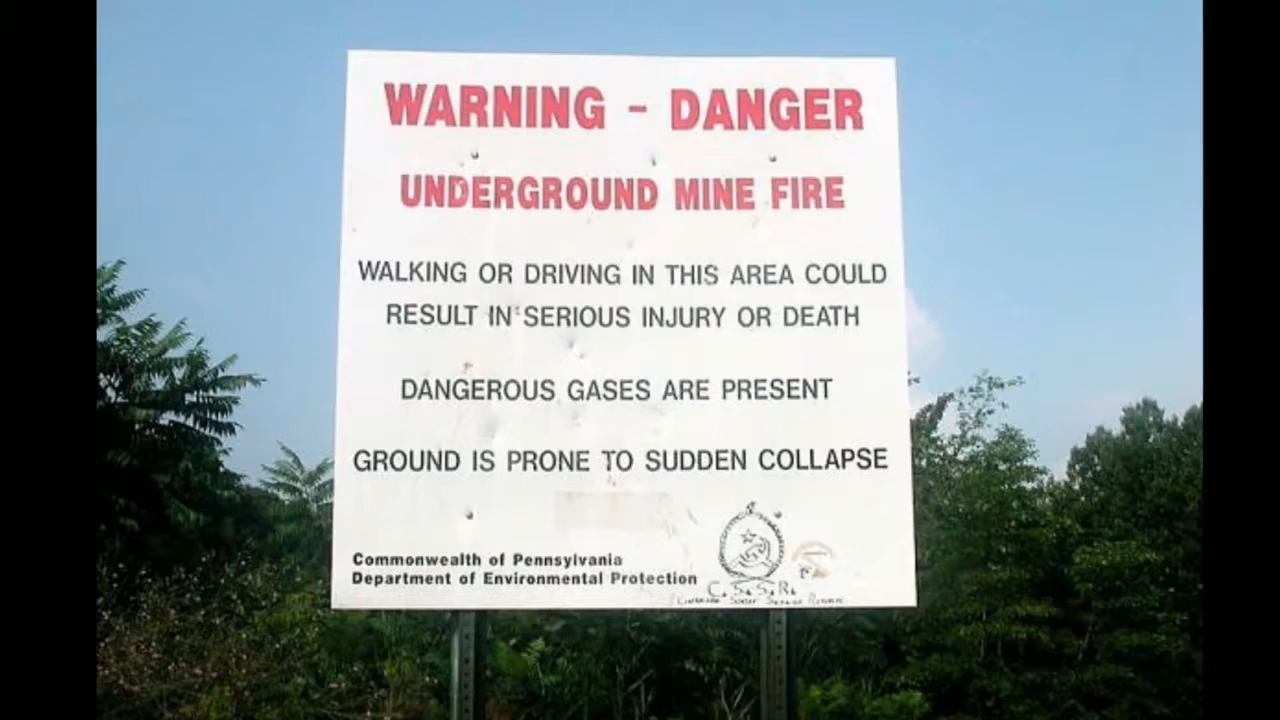 WARNING - DANGER
UNDERGROUND MINE FIRE
WALKING OR DRIVING IN THIS AREA COULD
RESULT IN SERIOUS INJURY OR DEATH
DANGEROUS GASES ARE PRESENT
GROUND IS PRONE TO SUDDEN COLLAPSE
Commonwealth of Pennsylvania
Department of Environmental Protection
C.S.S.R.